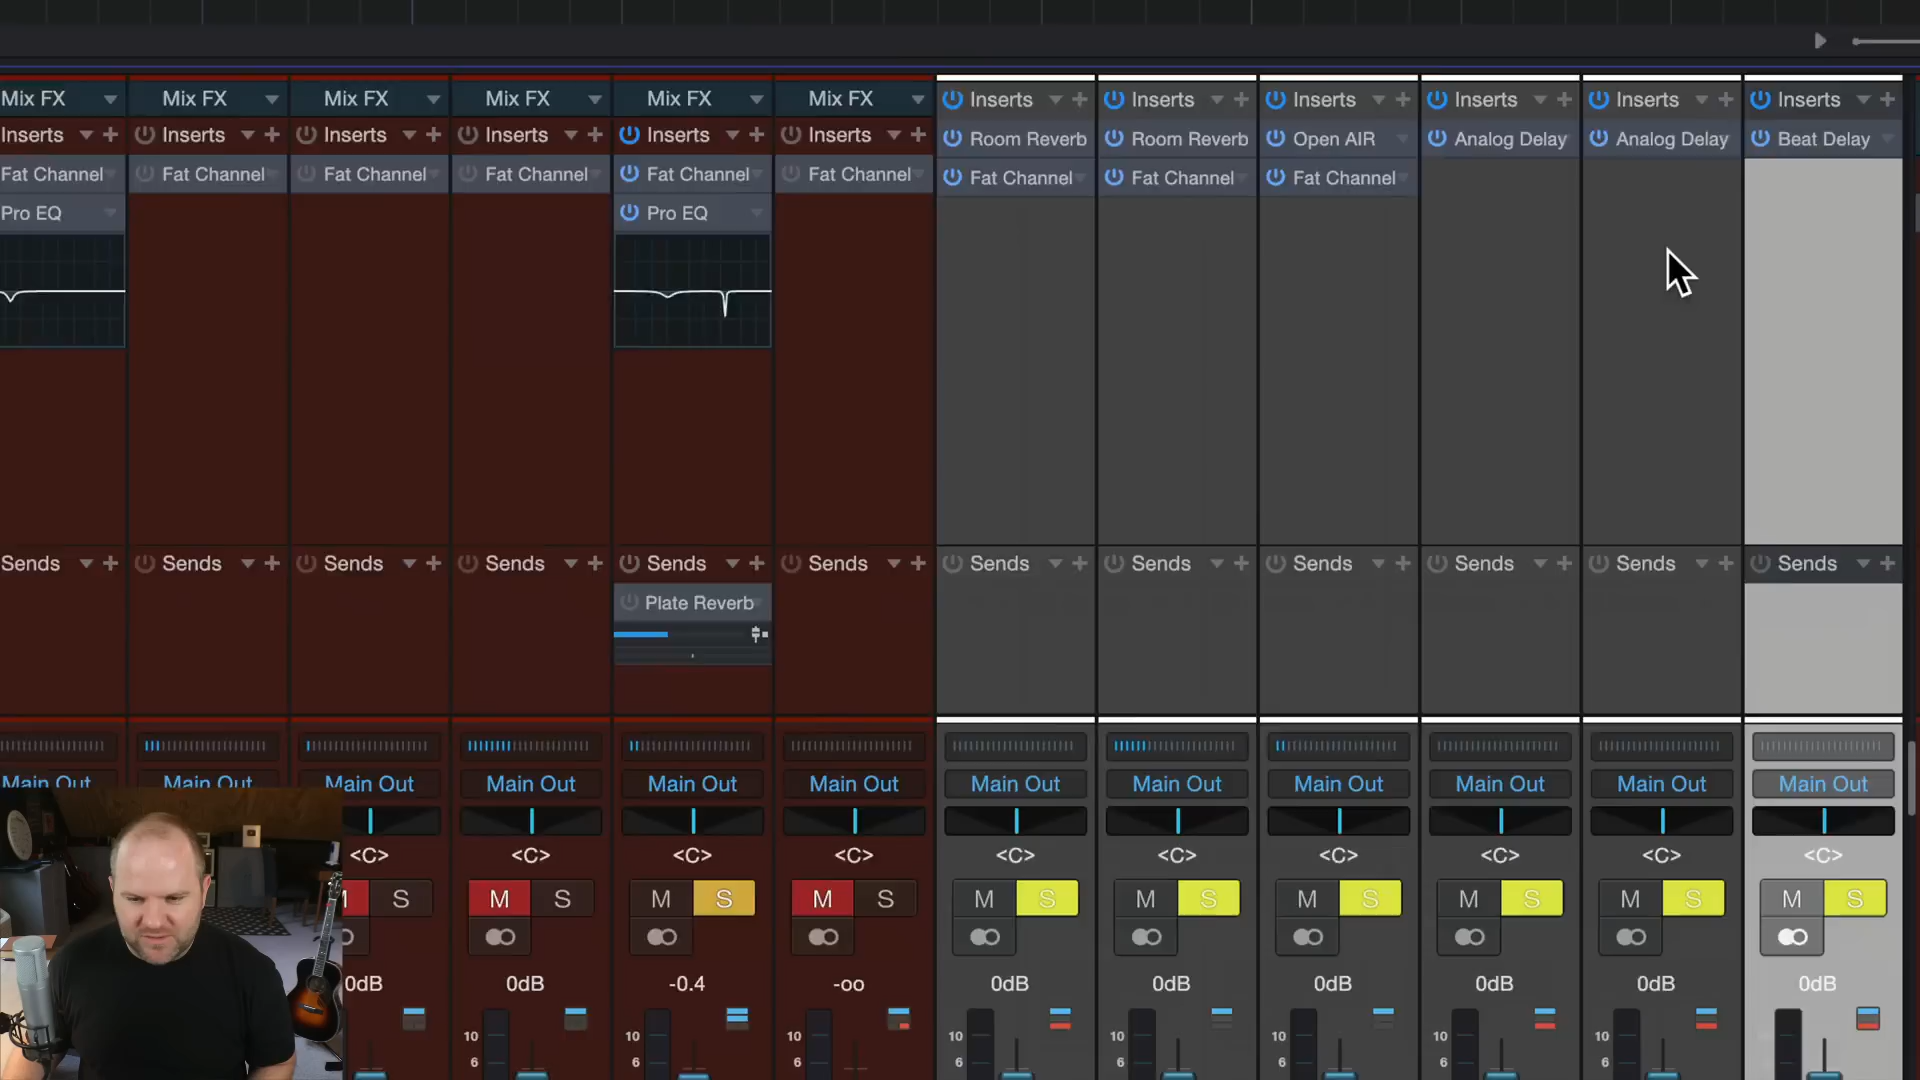 Mix FX Mix FX Mix FX Mix FX Mix FX Mix FX Inserts Inserts Inserts Inserts Inserts Inserts
Inserts Inserts Inserts Inserts Inserts Inserts Room Reverb Room Reverb Open AIR Analog Delay Analog Delay Beat Delay
Fat Channel Fat Channel Fat Channel Fat Channel Fat Channel Fat Channel Fat Channel Fat Channel Fat Channel
Pro EQ Pro EQ
Sends Sends Sends Sends Sends Sends Sends Sends Sends Sends Sends Sends
Plate Reverb
Main Out Main Out Main Out Main Out Main Out Main Out Main Out Main Out Main Out Main Out Main Out Main Out
<C> <C> <C> <C> <C> <C> <C> <C> <C> <C>
S M S M S M S M S M S M S M S M S M S
0dB 0dB -0.4 -oo 0dB 0dB 0dB 0dB 0dB 0dB
10 10 10 10 10 10 10 10
6 6 6 6 6 6 6 6